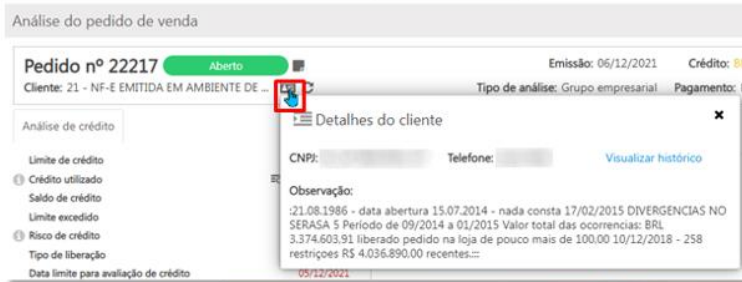 Análise do pedido de venda
Pedido nº 22217 Aberto
Emissão: 06/12/2021 Crédito:
Cliente: 21 - NF-E EMITIDA EM AMBIENTE DE ...
Tipo de análise: Grupo empresarial Pagamento:
Análise de crédito
Detalhes do cliente
CNPJ: Telefone: Visualizar histórico
Observação:
:21.08.1986 - data abertura 15.07.2014 - nada consta 17/02/2015 DIVERGENCIAS NO
SERASA 5 Período de 09/2014 a 01/2015 Valor total das ocorrencias: BRL
3.374.603,91 liberado pedido na loja de pouco mais de 100,00 10/12/2018 - 258
restriçoes R$ 4.036.890,00 recentes.:::
Limite de crédito
Crédito utilizado
Saldo de crédito
Limite excedido
Risco de crédito
Tipo de liberação
Data limite para avaliação de crédito 05/12/2021